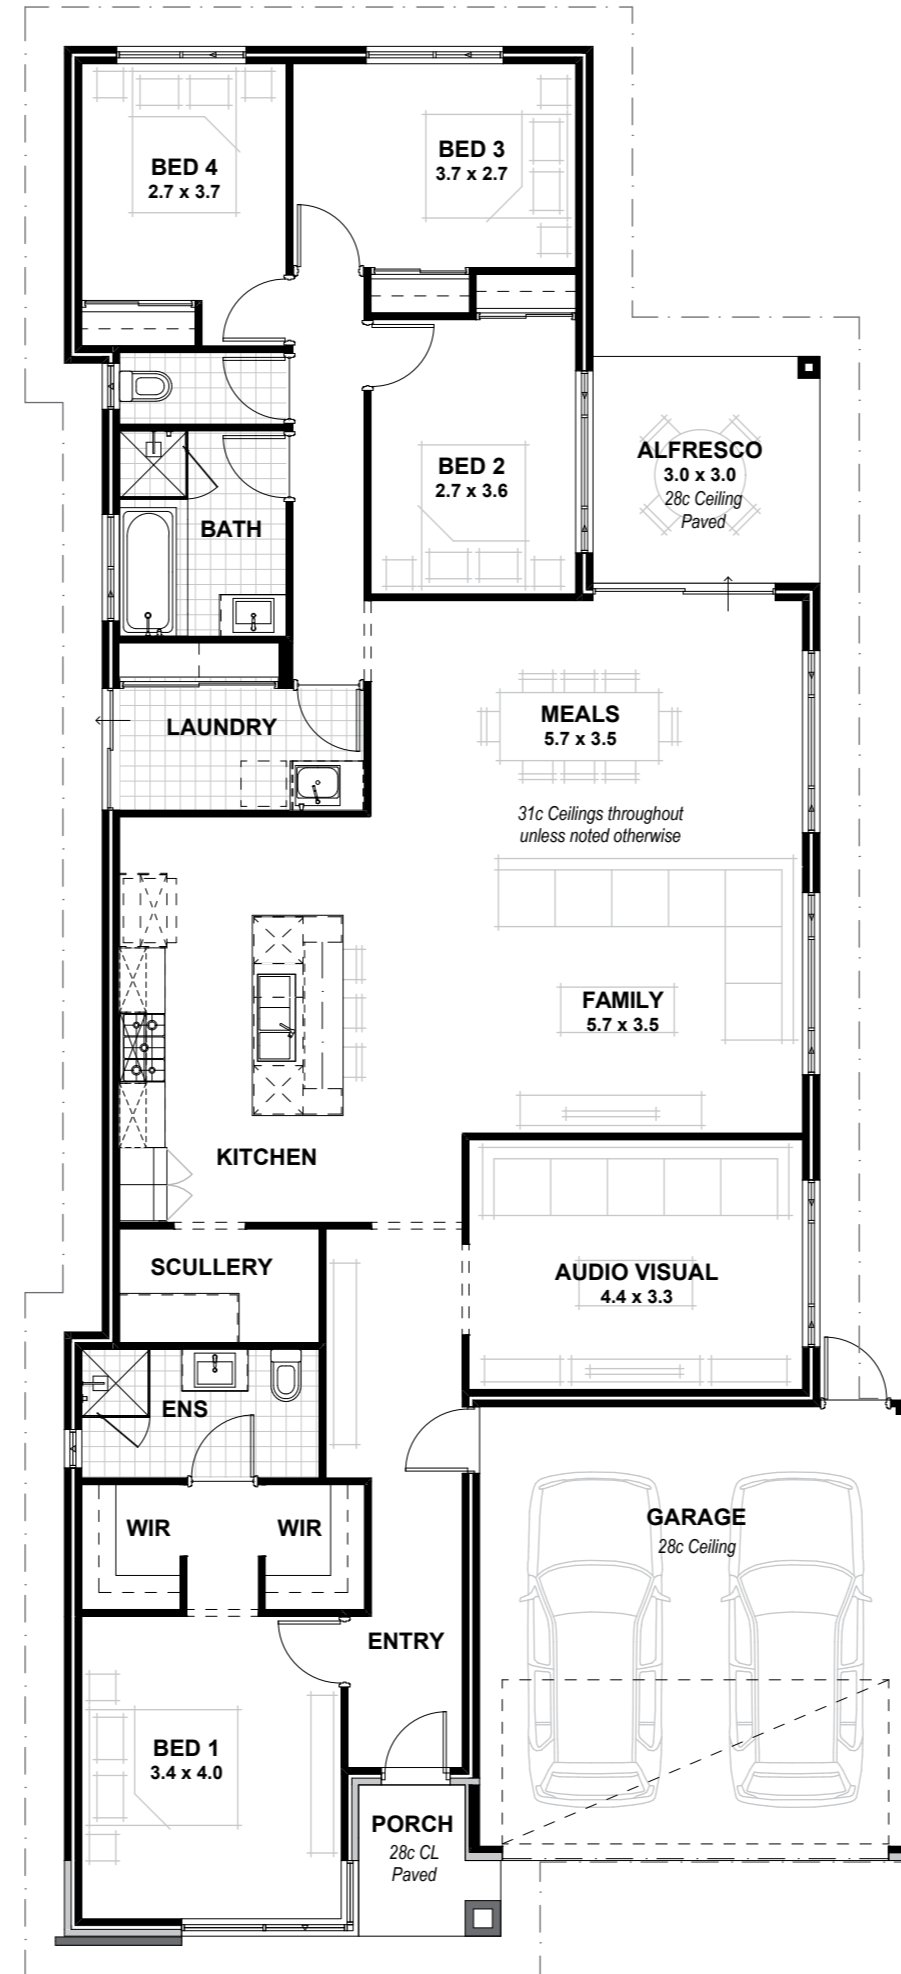 BED 4
2.7 x 3.7
BED 3
3.7 x 2.7
BED 2
2.7 x 3.6
ALFRESCO
3.0 x 3.0
28c Ceiling
Paved
BATH
LAUNDRY
MEALS
5.7 x 3.5
31c Ceilings throughout
unless noted otherwise
FAMILY
5.7 x 3.5
KITCHEN
SCULLERY
AUDIO VISUAL
4.4 x 3.3
ENS
WIR
WIR
GARAGE
28c Ceiling
ENTRY
BED 1
3.4 x 4.0
PORCH
28c CL
Paved